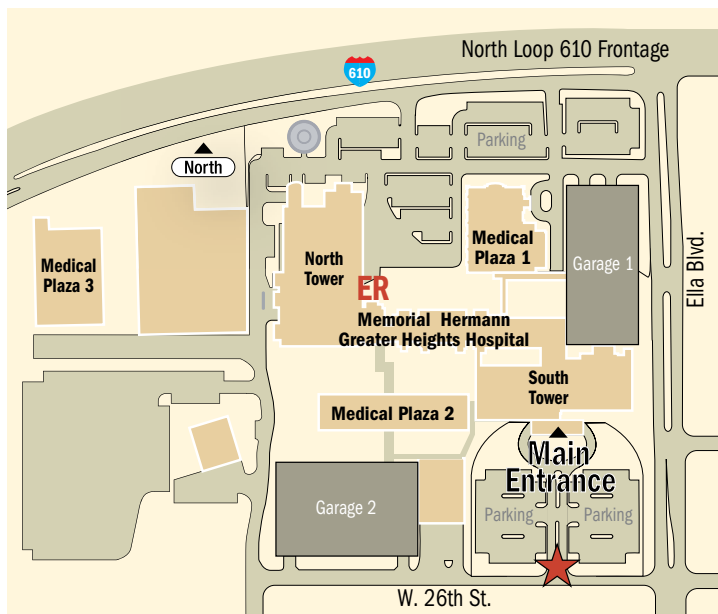 North Loop 610 Frontage
610
Parking
North
Medical
Plaza 1
Garage 1
Ella Blvd.
North
Tower
Medical
Plaza 3
ER
Memorial Hermann
Greater Heights Hospital
South
Tower
Medical Plaza 2
Main
Entrance
Garage 2
Parking
Parking
W. 26th St.